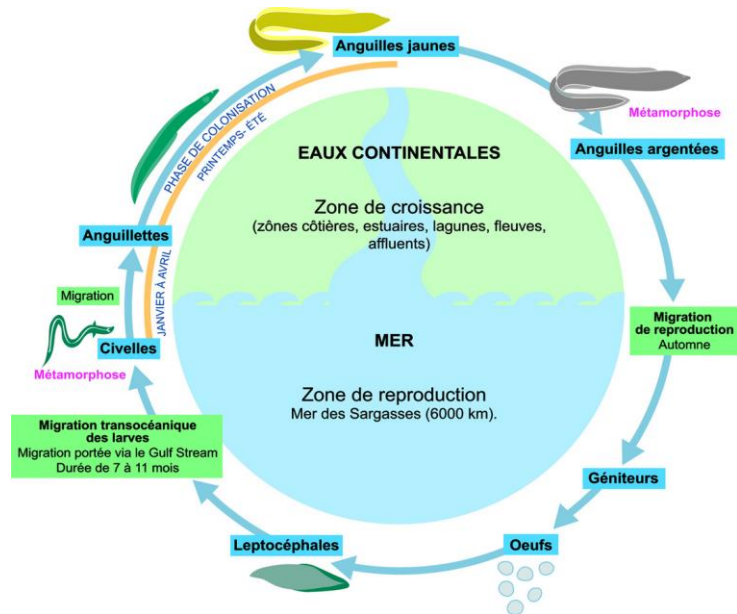 Anguilles jaunes
Métamorphose
Anguilles argentées
PHASE DE COLONISATION
PRINTEMPS- ÉTÉ
EAUX CONTINENTALES
Zone de croissance
(zônes côtières, estuaires, lagunes, fleuves,
affluents)
Anguillettes
Migration
JANVIER À AVRIL
Civelles
Métamorphose
Migration
de reproduction
Automne
MER
Zone de reproduction
Mer des Sargasses (6000 km).
Migration transocéanique
des larves
Migration portée via le Gulf Stream
Durée de 7 à 11 mois
Géniteurs
Leptocéphales
Oeufs